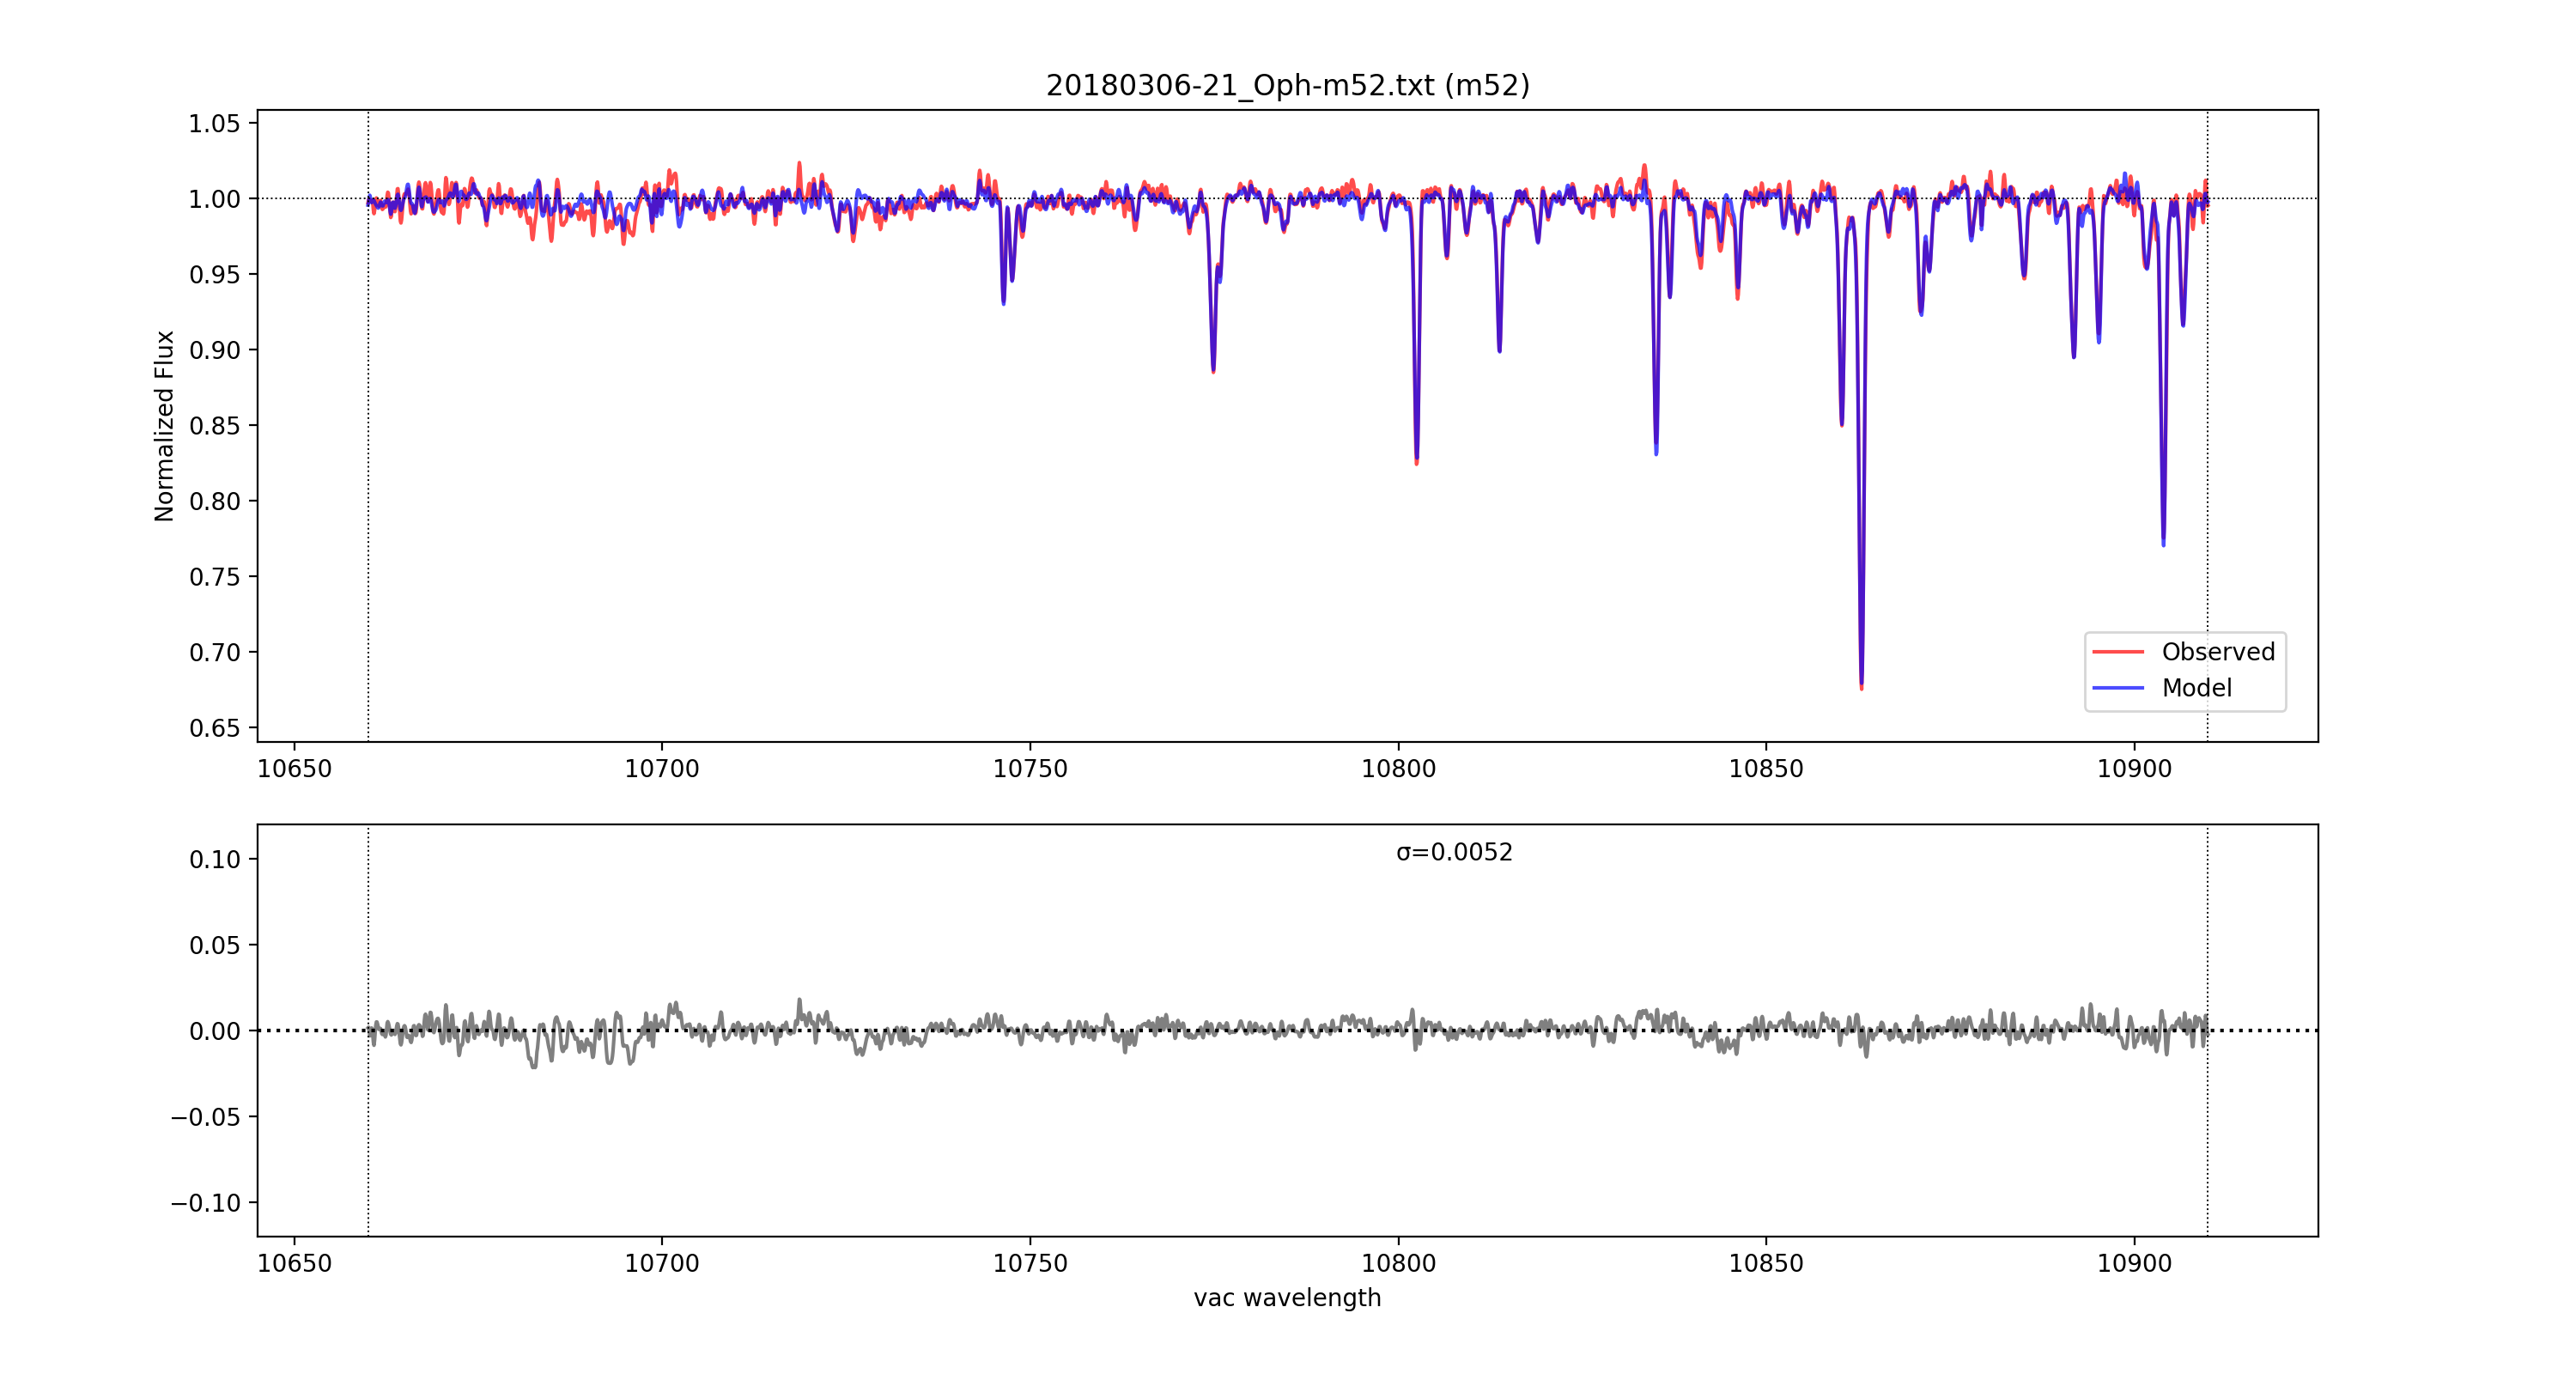 20180306-21_Oph-m52.txt (m52)
1.05
1.00
0.95
0.90
0.85
0.80
0.75
0.70
0.65
Normalized Flux
Observed
Model
10650 10700 10750 10800 10850 10900
σ=0.0052
0.10
0.05
0.00
−0.05
−0.10
10650 10700 10750 10800 10850 10900
vac wavelength